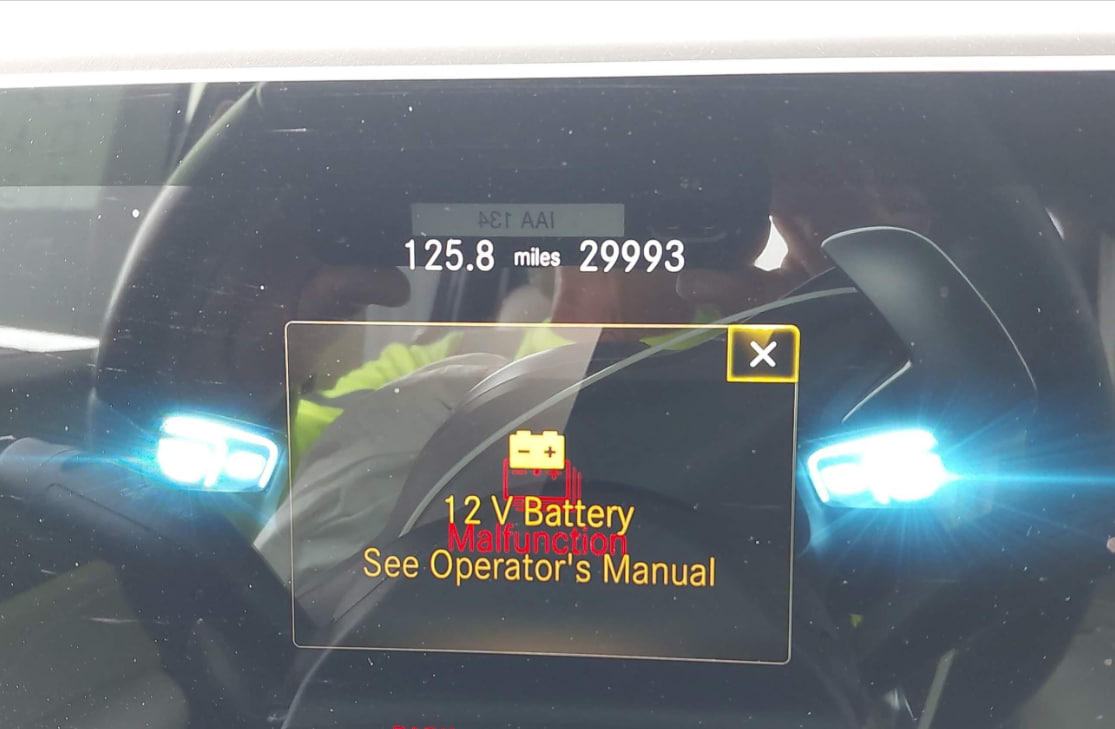 IAA 134
125.8 miles 29993
12 V Battery
Malfunction
See Operator's Manual